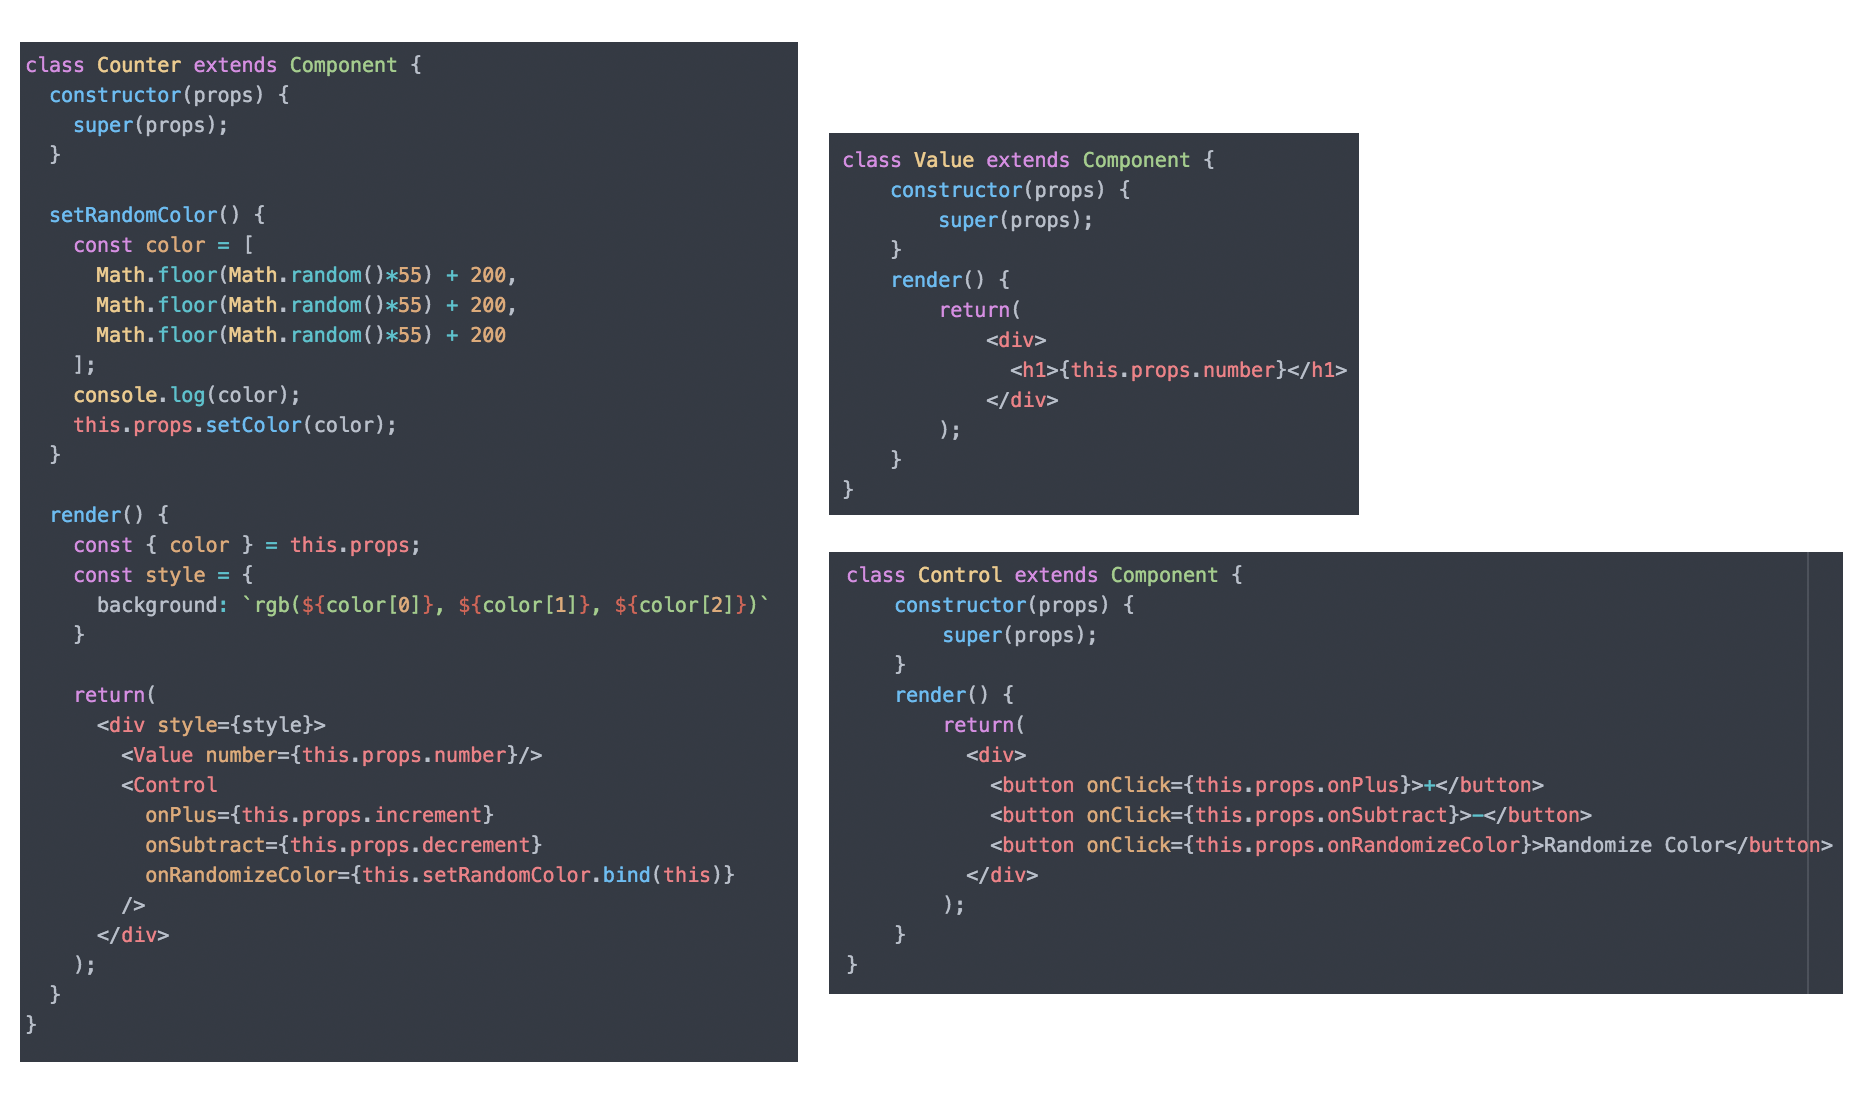 class Counter extends Component {
  constructor(props) {
    super(props);
  }

  setRandomColor() {
    const color = [
      Math.floor(Math.random()*55) + 200,
      Math.floor(Math.random()*55) + 200,
      Math.floor(Math.random()*55) + 200
    ];
    console.log(color);
    this.props.setColor(color);
  }

  render() {
    const { color } = this.props;
    const style = {
      background: `rgb(${color[0]}, ${color[1]}, ${color[2]})`
    }

    return(
      <div style={style}>
        <Value number={this.props.number}/>
        <Control
          onPlus={this.props.increment}
          onSubtract={this.props.decrement}
          onRandomizeColor={this.setRandomColor.bind(this)}
        />
      </div>
    );
  }
}

class Value extends Component {
    constructor(props) {
        super(props);
    }
    render() {
        return(
            <div>
              <h1>{this.props.number}</h1>
            </div>
        );
    }
}

class Control extends Component {
    constructor(props) {
        super(props);
    }
    render() {
        return(
          <div>
            <button onClick={this.props.onPlus}>+</button>
            <button onClick={this.props.onSubtract}>-</button>
            <button onClick={this.props.onRandomizeColor}>Randomize Color</button>
          </div>
        );
    }
}